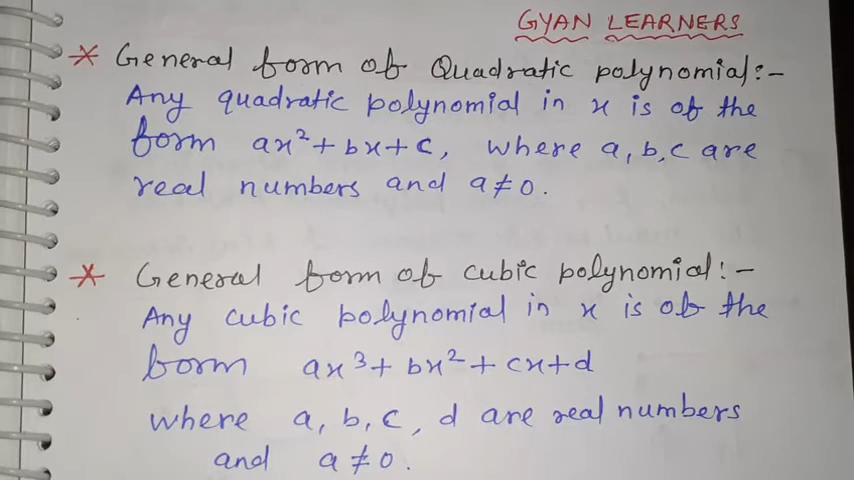 GYAN LEARNERS
* General form of Quadratic polynomial:-
Any quadratic polynomial in x is of the
form ax²+bx+c, where a, b, c are
real numbers and a≠0.
* General form of cubic polynomial:-
Any cubic polynomial in x is of the
form ax³+ bx²+ cx+d
where a, b, c, d are real numbers
and a≠0.